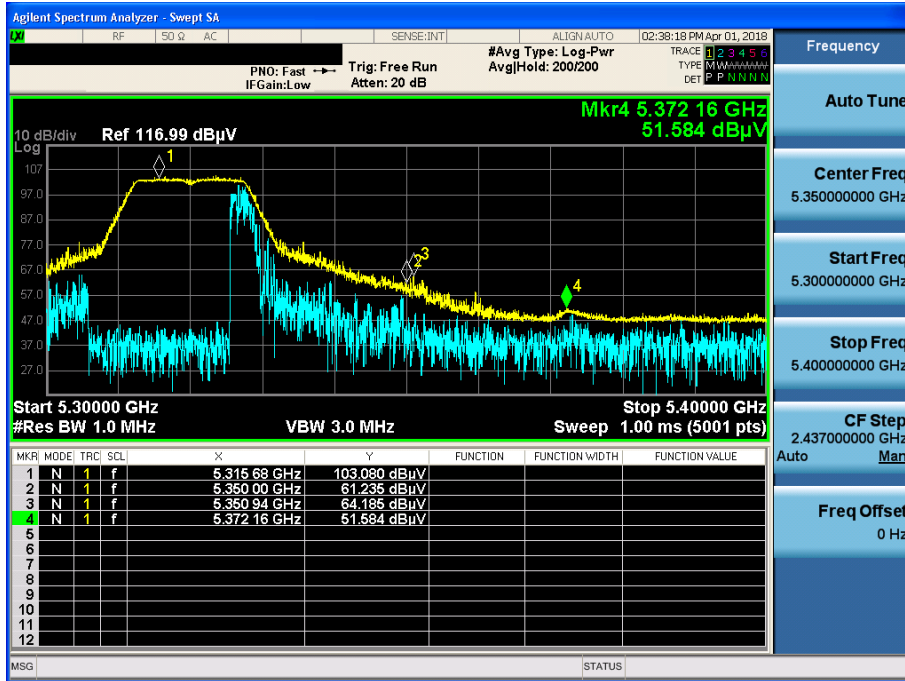 Agilent Spectrum Analyzer - Swept SA
LXI RF 50 Ω AC SENSE:INT ALIGN AUTO 02:38:18 PM Apr 01, 2018
PNO: Fast Trig: Free Run #Avg Type: Log-Pwr TRACE 1 2 3 4 5 6
IFGain:Low Atten: 20 dB Avg|Hold: 200/200 TYPE M W
DET P P N N N N
Mkr4 5.372 16 GHz
51.584 dBµV
10 dB/div Ref 116.99 dBµV
Log
107
97.0
87.0
77.0
67.0
57.0
47.0
37.0
27.0
1
2
3
4
Start 5.30000 GHz Stop 5.40000 GHz
#Res BW 1.0 MHz VBW 3.0 MHz Sweep 1.00 ms (5001 pts)
MKR MODE TRC SCL X Y FUNCTION FUNCTION WIDTH FUNCTION VALUE
1 N 1 f 5.315 68 GHz 103.080 dBµV
2 N 1 f 5.350 00 GHz 61.235 dBµV
3 N 1 f 5.350 94 GHz 64.185 dBµV
4 N 1 f 5.372 16 GHz 51.584 dBµV
5
6
7
8
9
10
11
12
MSG STATUS
Frequency
Auto Tune
Center Freq
5.350000000 GHz
Start Freq
5.300000000 GHz
Stop Freq
5.400000000 GHz
CF Step
2.437000000 GHz
Auto Man
Freq Offset
0 Hz